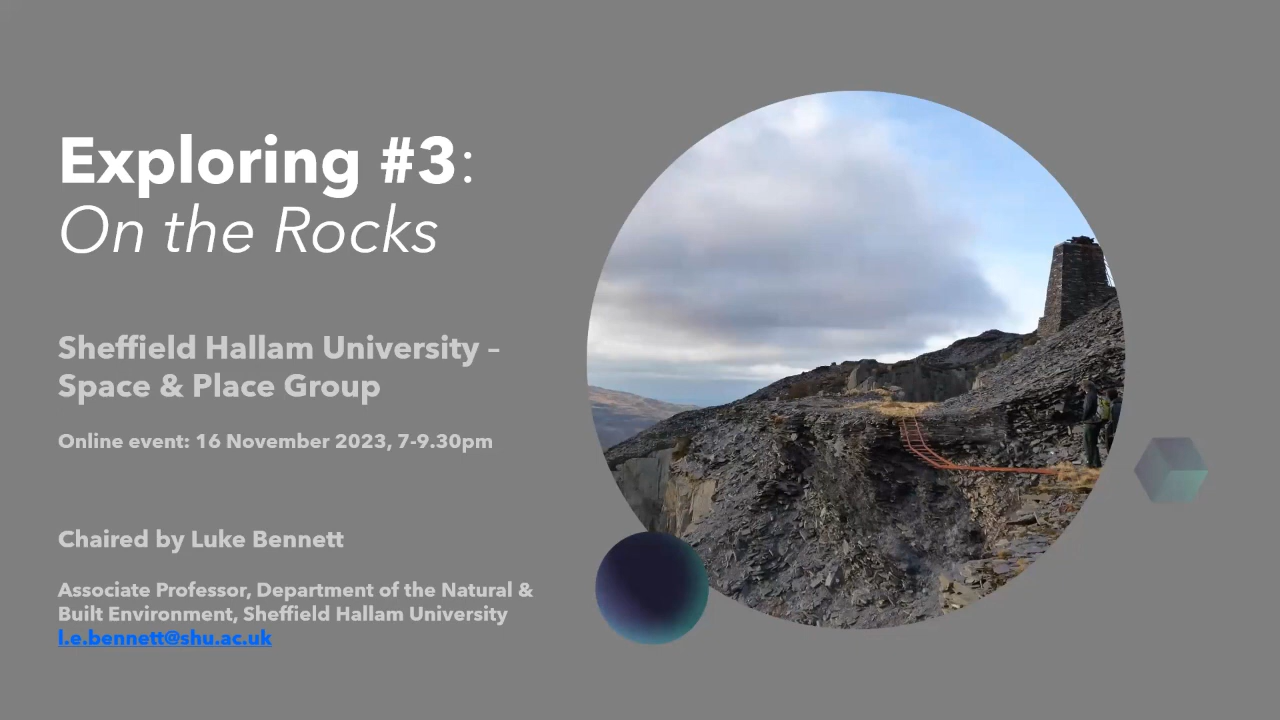 Exploring #3:
On the Rocks
Sheffield Hallam University –
Space & Place Group
Online event: 16 November 2023, 7-9.30pm
Chaired by Luke Bennett
Associate Professor, Department of the Natural &
Built Environment, Sheffield Hallam University
l.e.bennett@shu.ac.uk